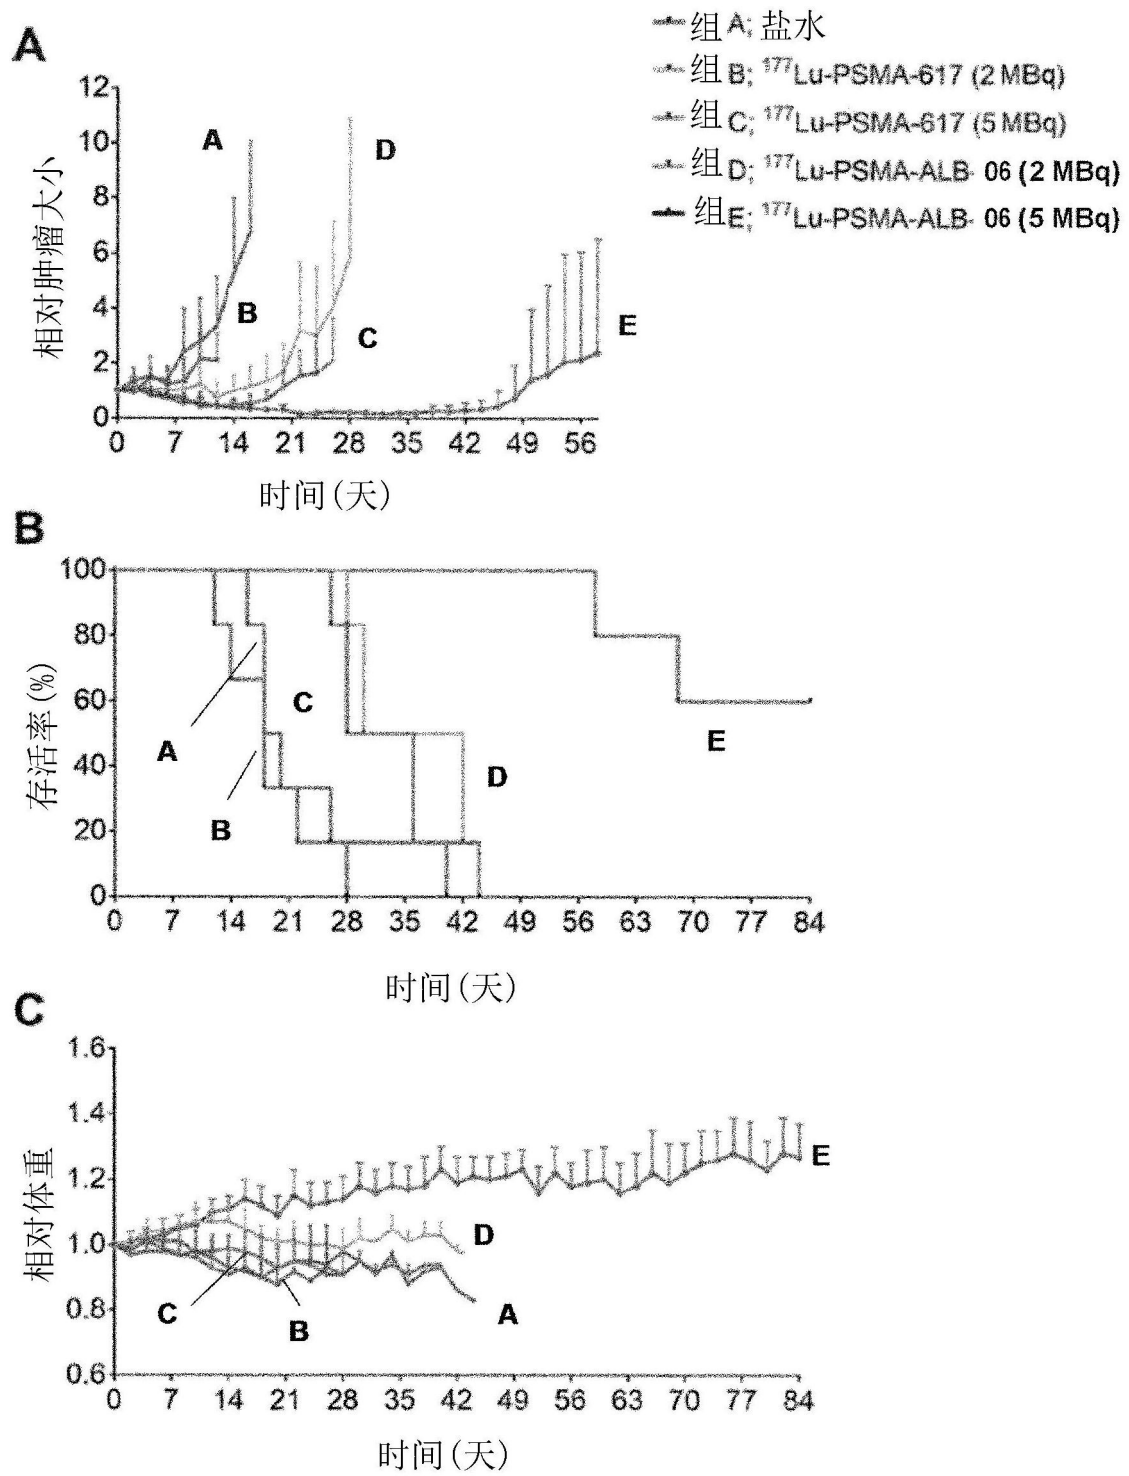 组A; 盐水
组B; ¹⁷⁷Lu-PSMA-617 (2 MBq)
组C; ¹⁷⁷Lu-PSMA-617 (5 MBq)
组D; ¹⁷⁷Lu-PSMA-ALB- 06 (2 MBq)
组E; ¹⁷⁷Lu-PSMA-ALB- 06 (5 MBq)
A
相对肿瘤大小
12
10
8
6
4
2
0
A
D
B
C
E
0 7 14 21 28 35 42 49 56
时间(天)
B
存活率(%)
100
80
60
40
20
0
C
A
E
D
B
0 7 14 21 28 35 42 49 56 63 70 77 84
时间(天)
C
相对体重
1.6
1.4
1.2
1.0
0.8
0.6
E
D
C
B
A
0 7 14 21 28 35 42 49 56 63 70 77 84
时间(天)